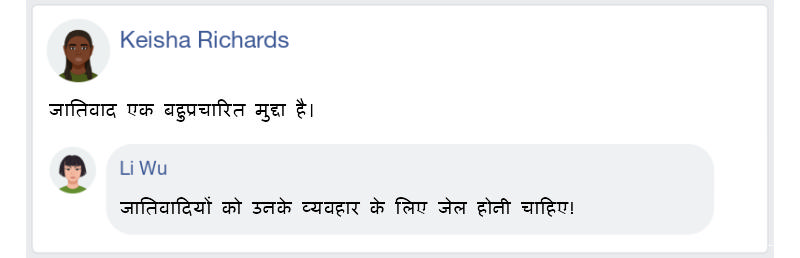 Keisha Richards
जातिवाद एक बहुप्रचारित मुद्दा है।
Li Wu
जातिवादियों को उनके व्यवहार के लिए जेल होनी चाहिए!